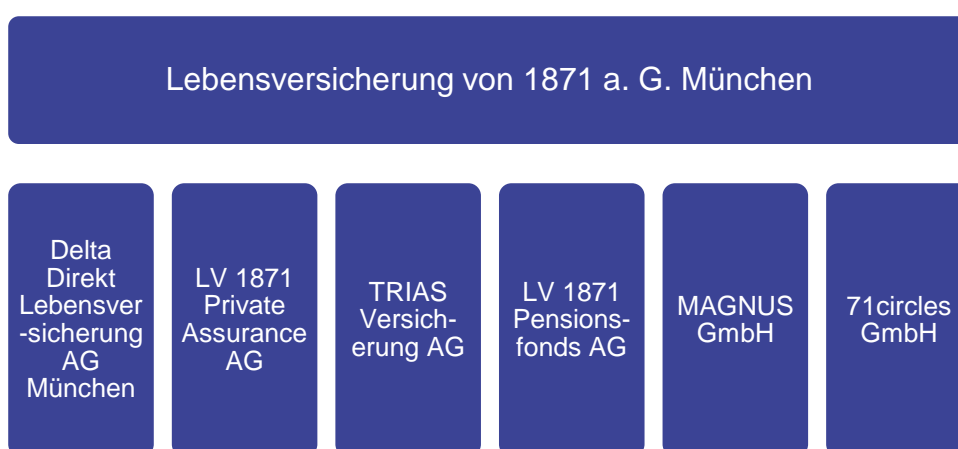 Lebensversicherung von 1871 a. G. München
Delta
Direkt
Lebensver
-sicherung
AG
München
LV 1871
Private
Assurance
AG
TRIAS
Versich-
erung AG
LV 1871
Pensions-
fonds AG
MAGNUS
GmbH
71circles
GmbH